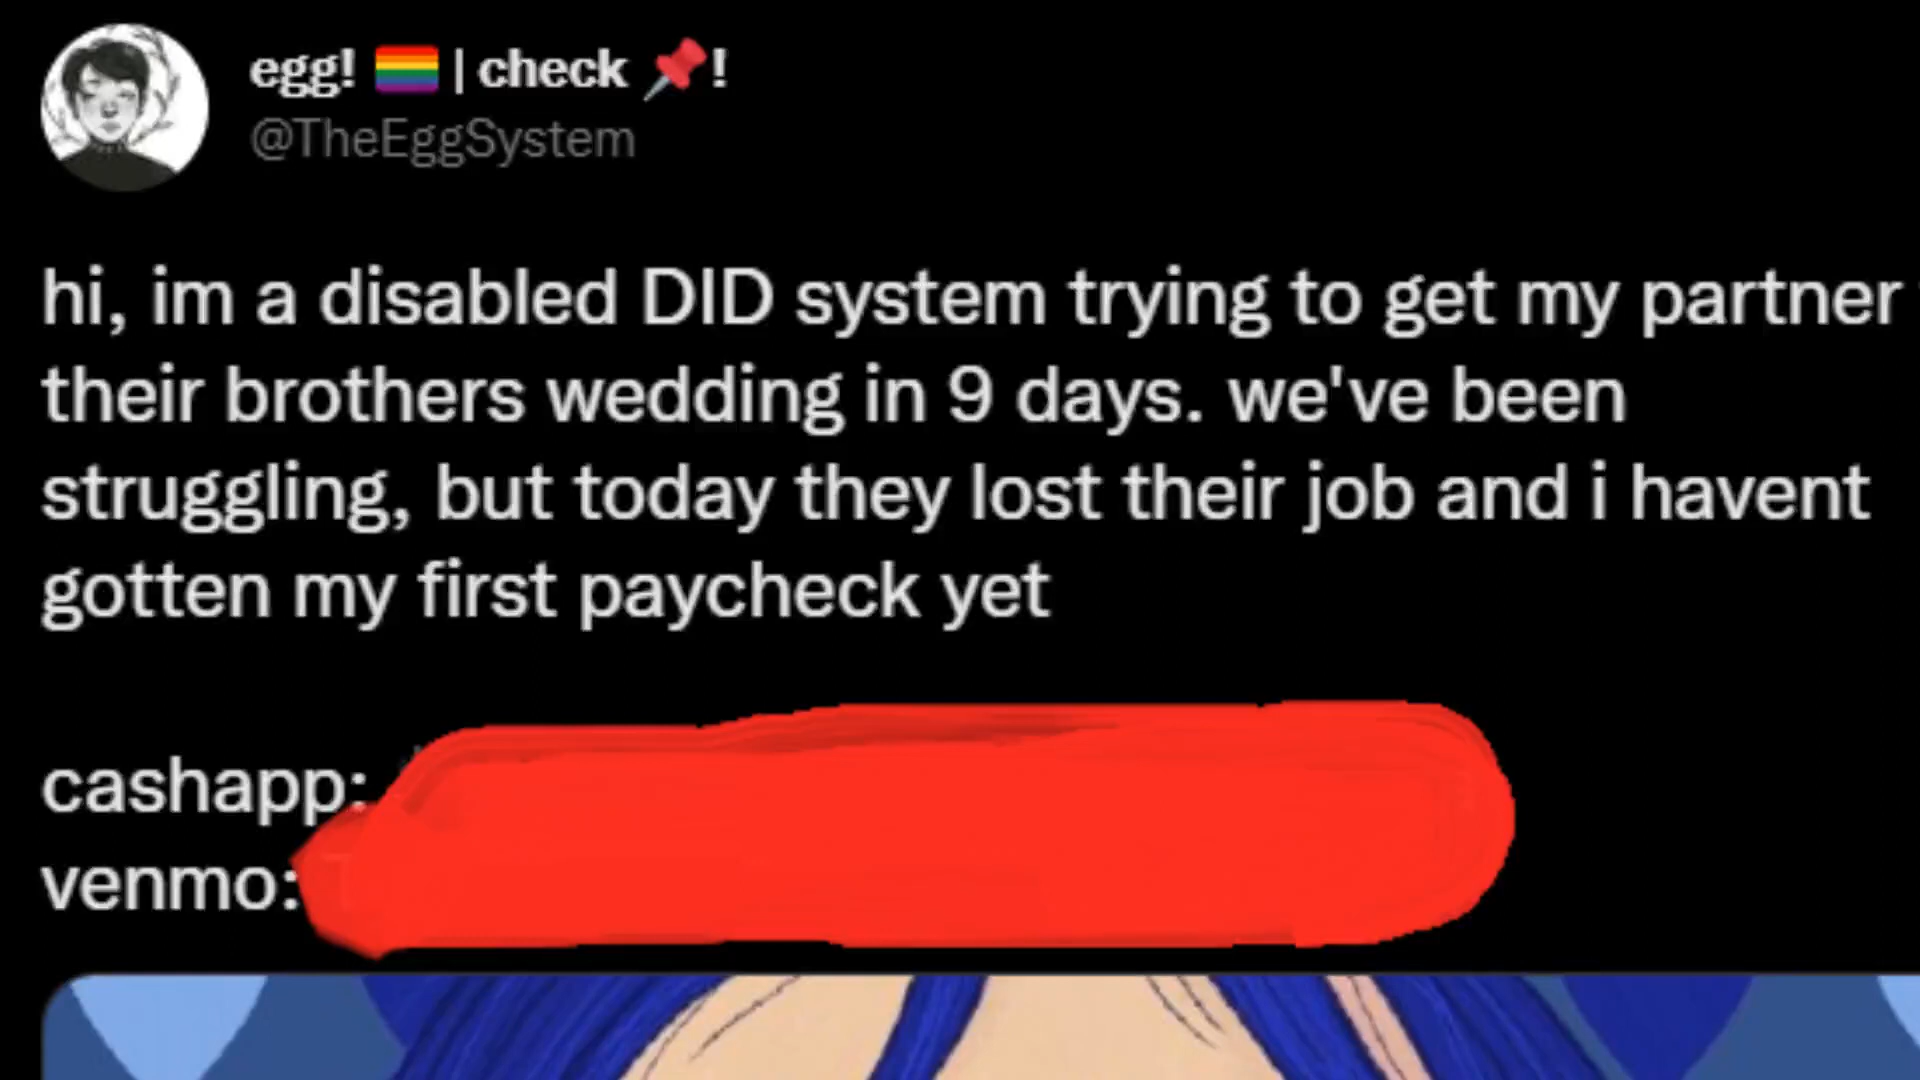 egg! 🏳️‍🌈 | check 📌!
@TheEggSystem
hi, im a disabled DID system trying to get my partner
their brothers wedding in 9 days. we've been
struggling, but today they lost their job and i havent
gotten my first paycheck yet
cashapp:
venmo: